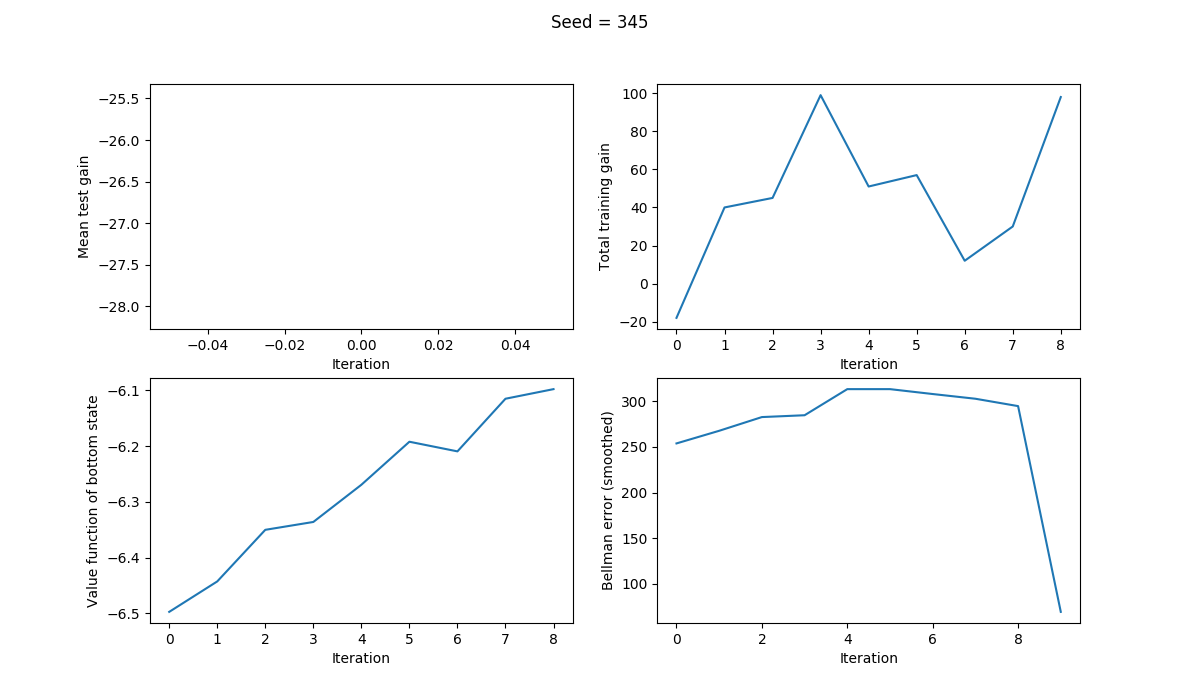 Seed = 345
−25.5
−26.0
−26.5
−27.0
−27.5
−28.0
Mean test gain
−0.04 −0.02 0.00 0.02 0.04
Iteration
100
80
60
40
20
0
−20
Total training gain
0 1 2 3 4 5 6 7 8
Iteration
−6.1
−6.2
−6.3
−6.4
−6.5
Value function of bottom state
0 1 2 3 4 5 6 7 8
Iteration
300
250
200
150
100
Bellman error (smoothed)
0 2 4 6 8
Iteration